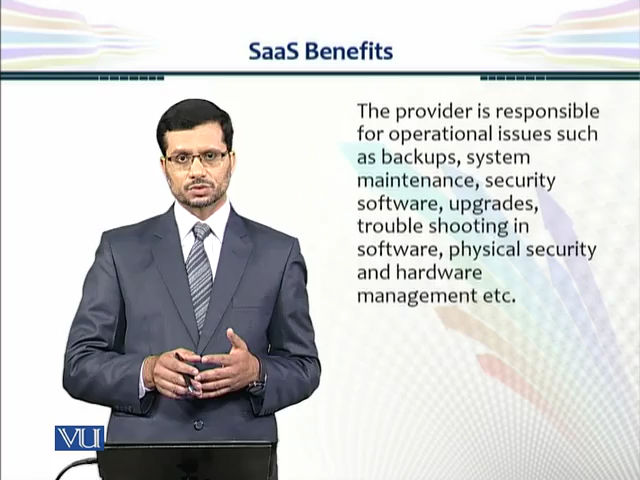 SaaS Benefits
The provider is responsible
for operational issues such
as backups, system
maintenance, security
software, upgrades,
trouble shooting in
software, physical security
and hardware
management etc.
VU